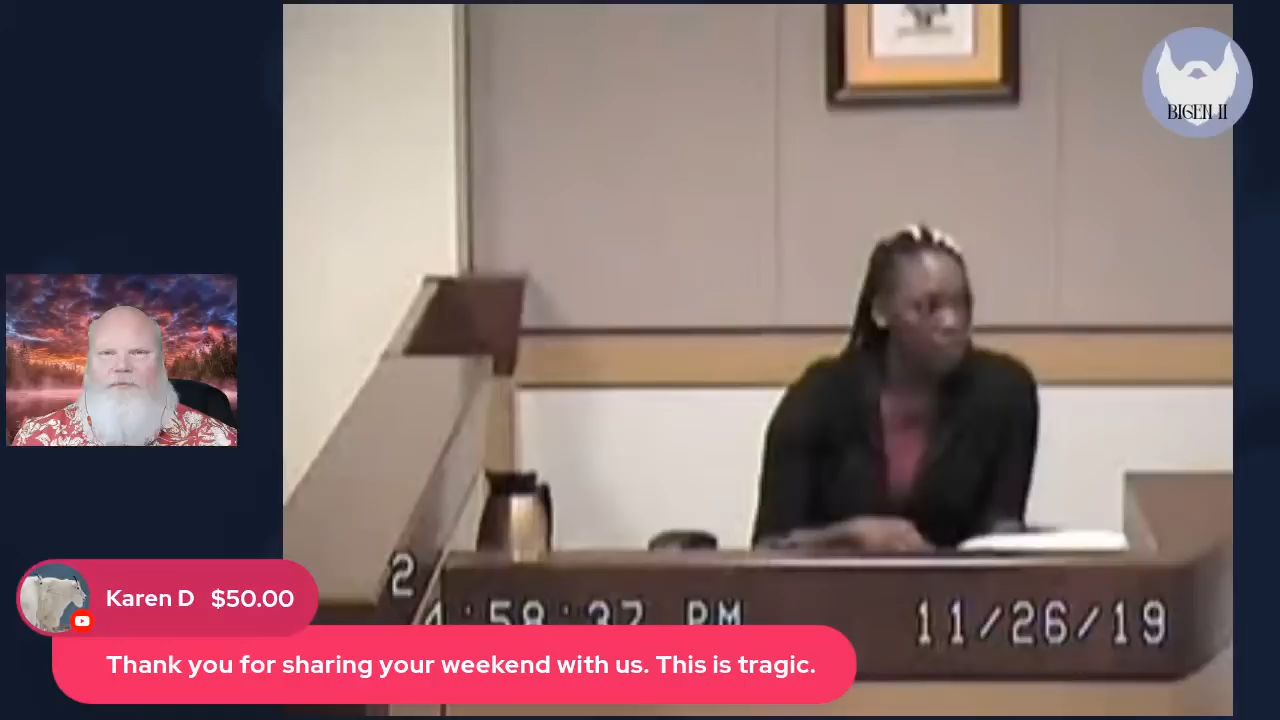 BIGEN II
2
4:58:37 PM
11/26/19
Karen D $50.00
Thank you for sharing your weekend with us. This is tragic.